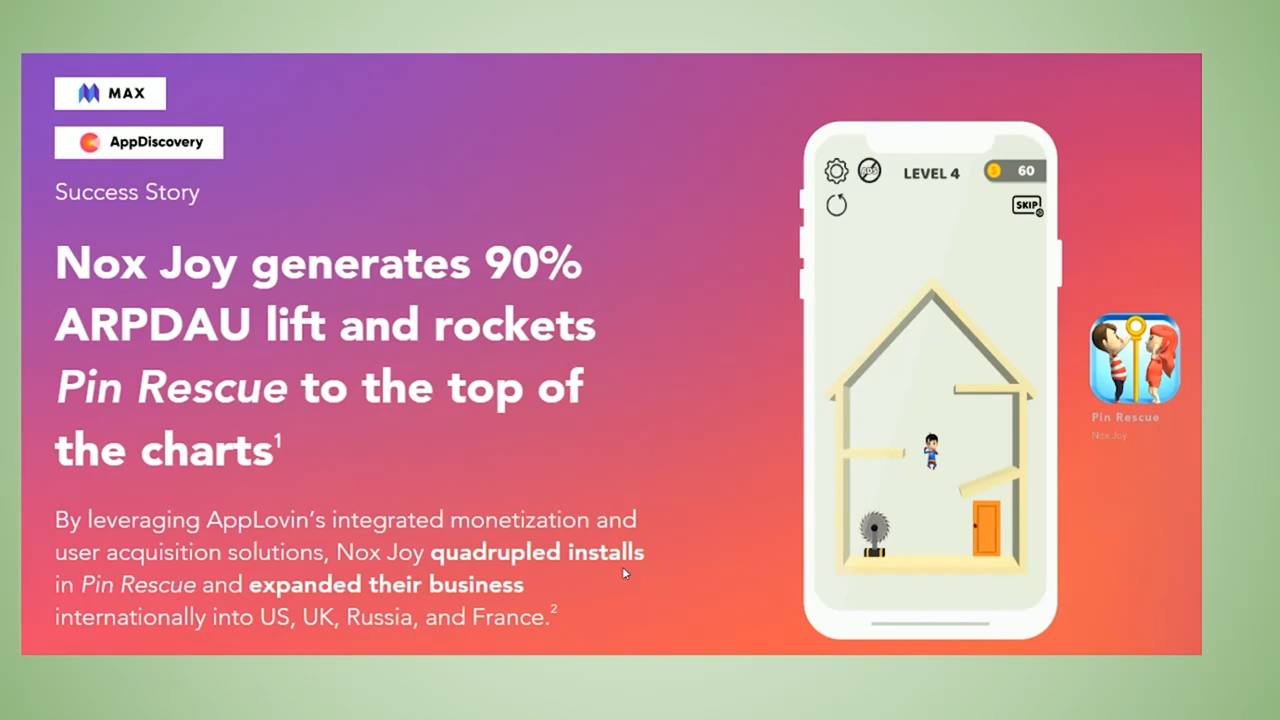 MAX
AppDiscovery
Success Story
Nox Joy generates 90%
ARPDAU lift and rockets
Pin Rescue to the top of
the charts¹
By leveraging AppLovin's integrated monetization and
user acquisition solutions, Nox Joy quadrupled installs
in Pin Rescue and expanded their business
internationally into US, UK, Russia, and France.²
ADS
LEVEL 4
60
SKIP
Pin Rescue
Nox Joy